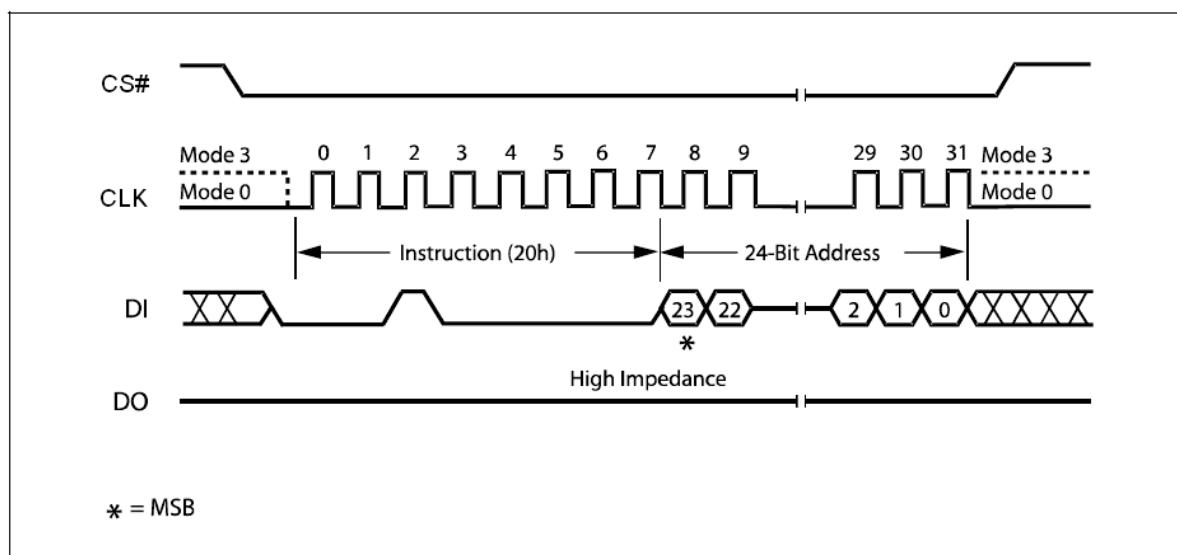 CS#
Mode 3 0 1 2 3 4 5 6 7 8 9 29 30 31 Mode 3
CLK Mode 0 Mode 0
Instruction (20h) 24-Bit Address
DI 23 22 2 1 0
*
High Impedance
DO
* = MSB